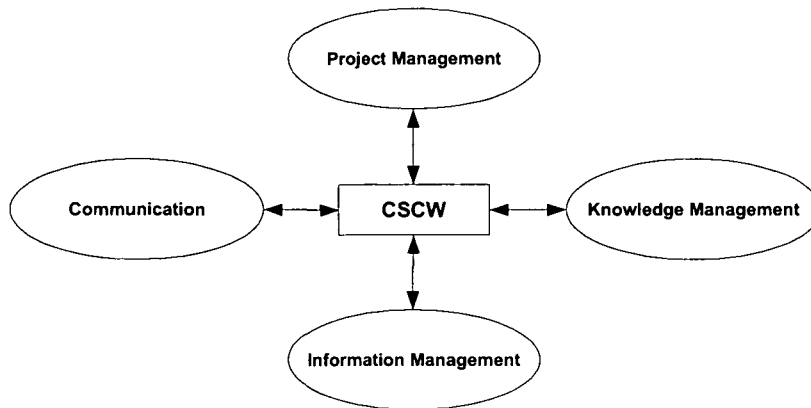 Project Management
Communication
CSCW
Knowledge Management
Information Management